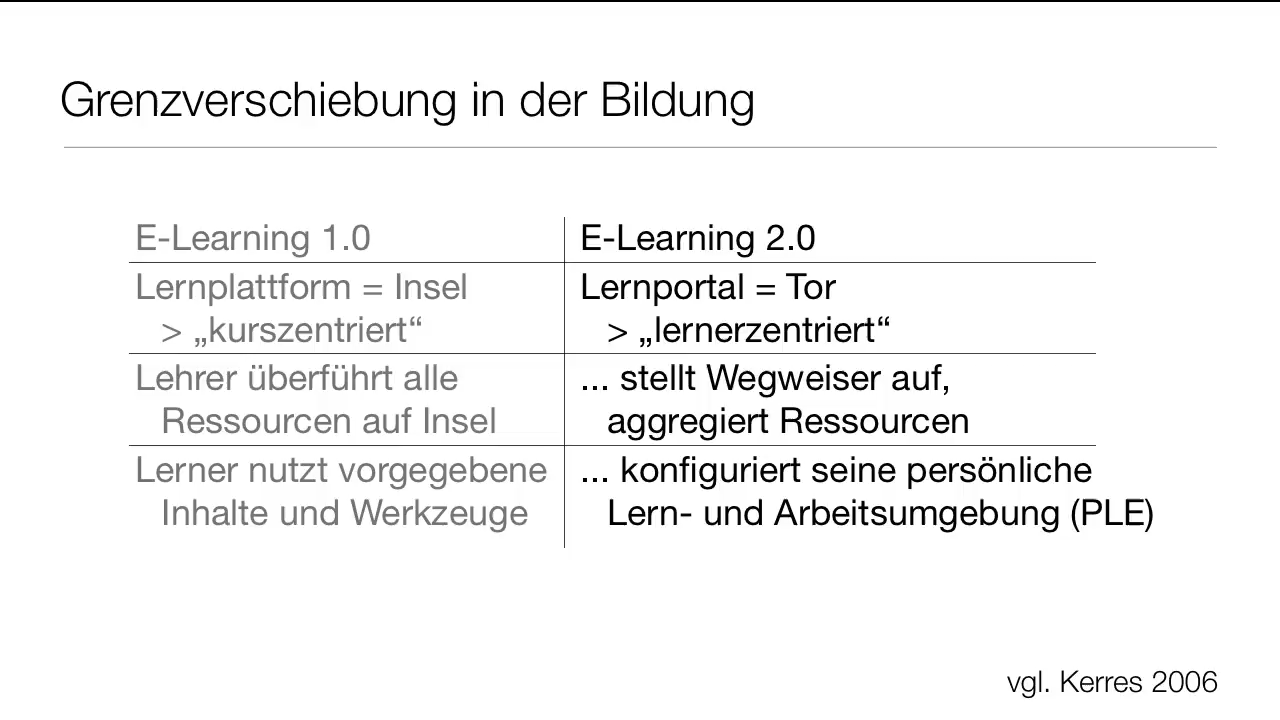 Grenzverschiebung in der Bildung
E-Learning 1.0
E-Learning 2.0
Lernplattform = Insel
> „kurszentriert“
Lernportal = Tor
> „lernerzentriert“
Lehrer überführt alle
Ressourcen auf Insel
... stellt Wegweiser auf,
aggregiert Ressourcen
Lerner nutzt vorgegebene
Inhalte und Werkzeuge
... konfiguriert seine persönliche
Lern- und Arbeitsumgebung (PLE)
vgl. Kerres 2006